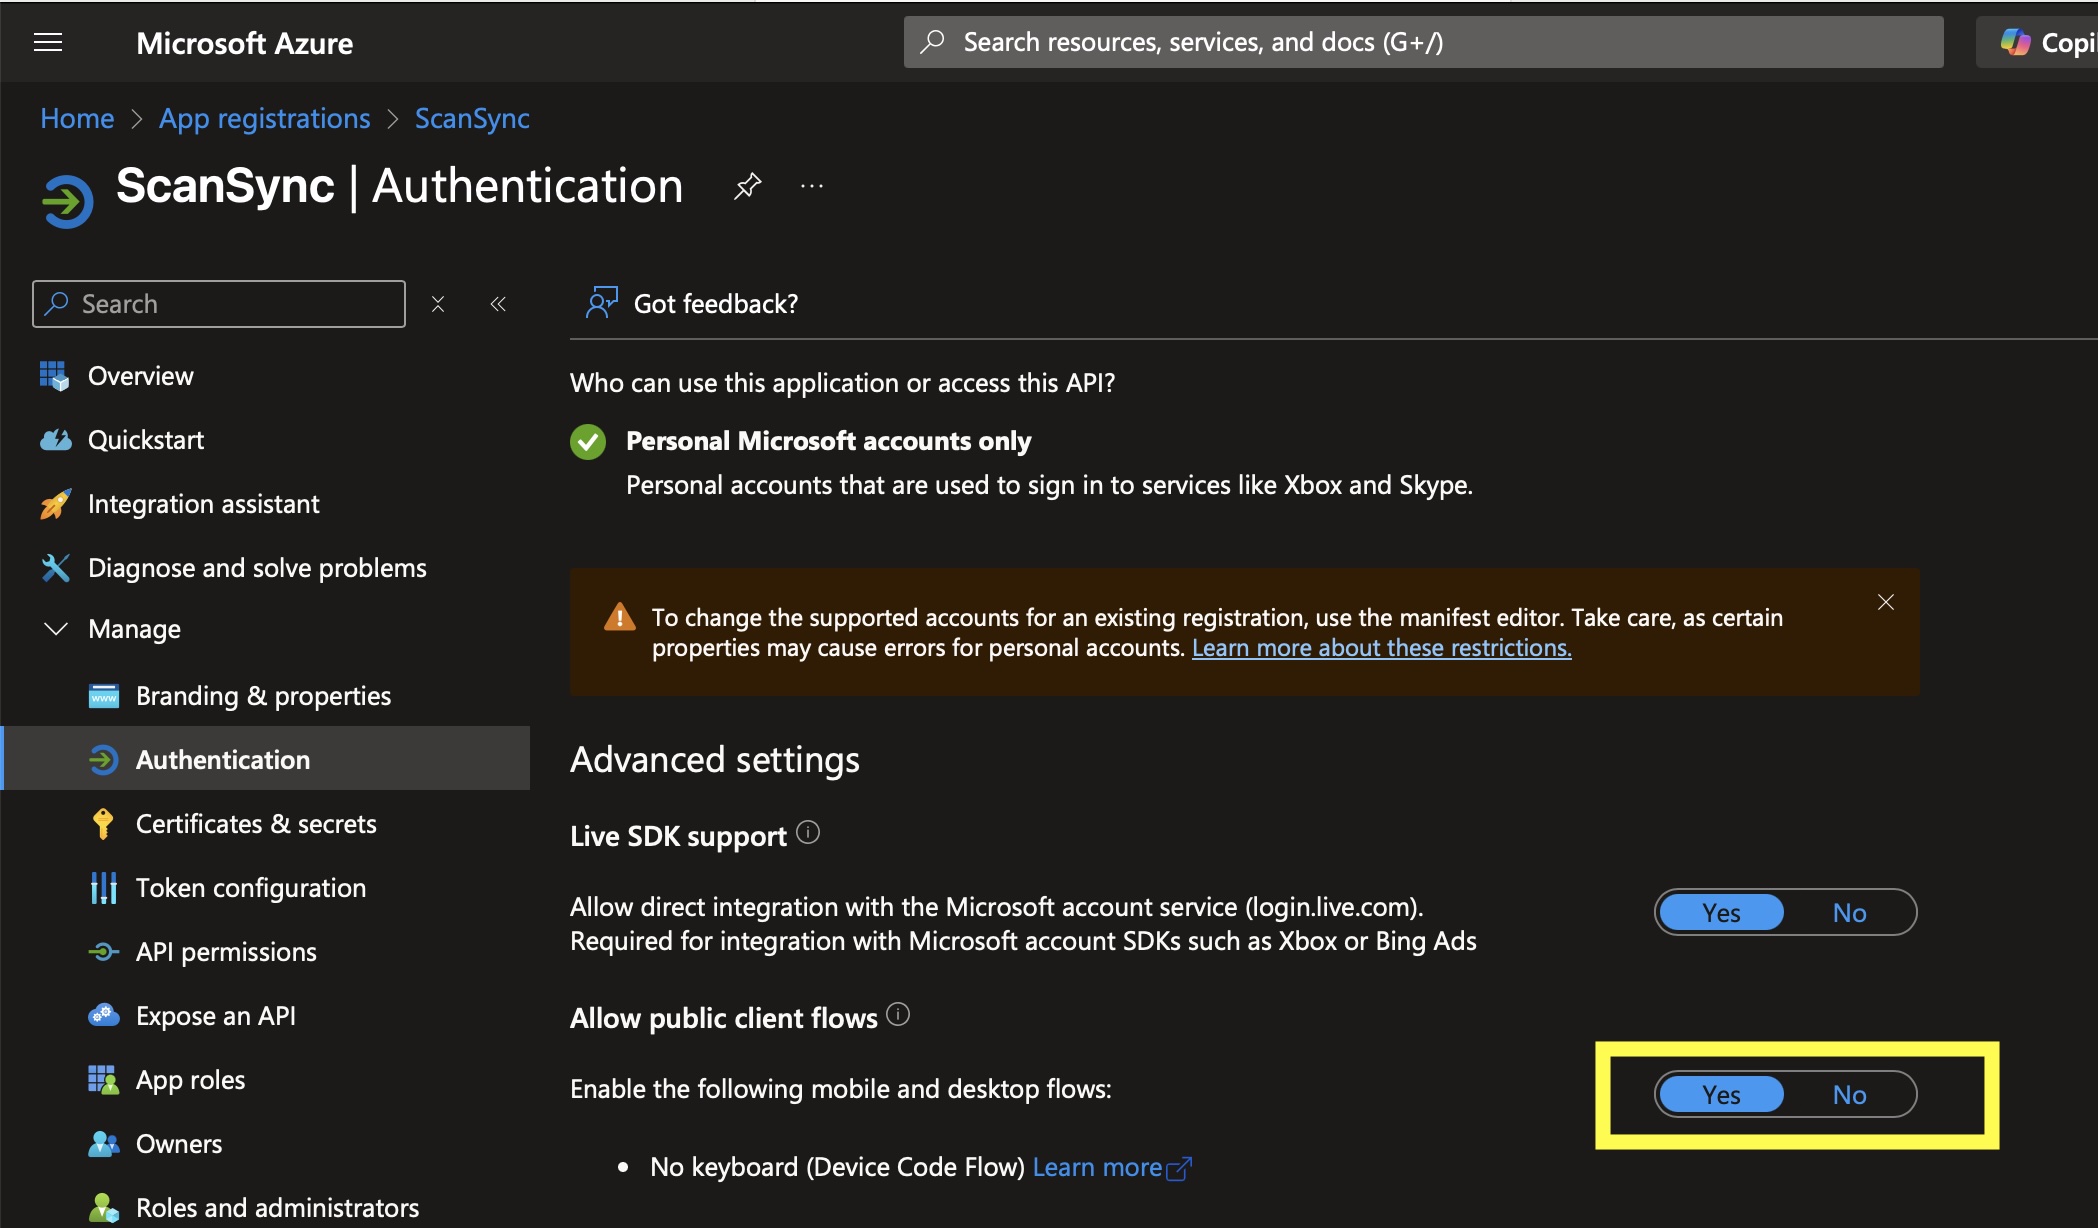 Microsoft Azure
Search resources, services, and docs (G+/)
Home > App registrations > ScanSync
ScanSync | Authentication
...
Search
Got feedback?
Overview
Quickstart
Integration assistant
Diagnose and solve problems
Manage
Branding & properties
Authentication
Certificates & secrets
Token configuration
API permissions
Expose an API
App roles
Owners
Roles and administrators
Who can use this application or access this API?
Personal Microsoft accounts only
Personal accounts that are used to sign in to services like Xbox and Skype.
To change the supported accounts for an existing registration, use the manifest editor. Take care, as certain
properties may cause errors for personal accounts. Learn more about these restrictions.
Advanced settings
Live SDK support
Allow direct integration with the Microsoft account service (login.live.com).
Required for integration with Microsoft account SDKs such as Xbox or Bing Ads
Yes No
Allow public client flows
Enable the following mobile and desktop flows:
Yes No
• No keyboard (Device Code Flow) Learn more